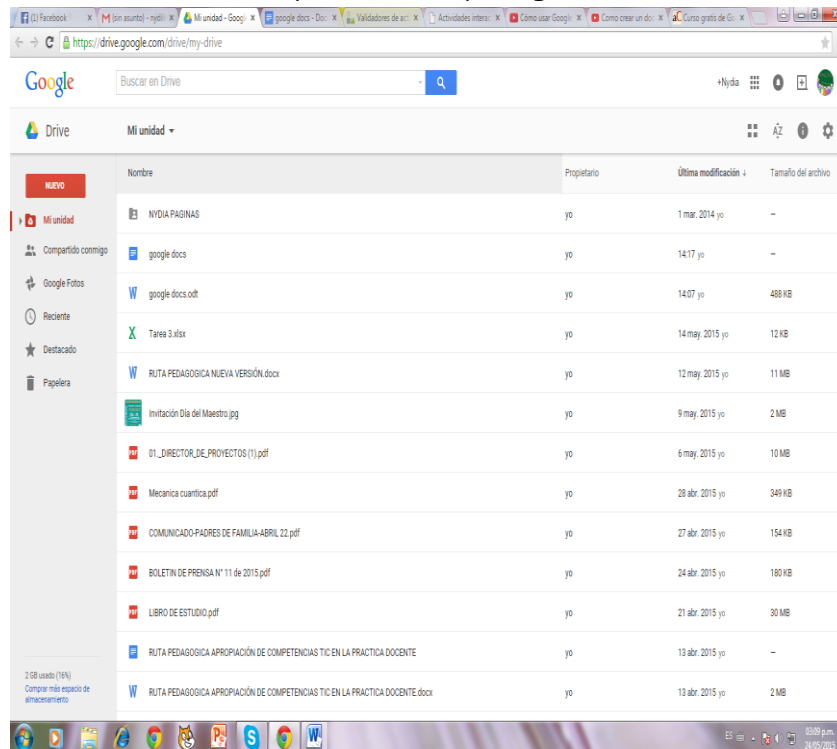 (1) Facebook
(sin asunto) - nydi
Mi unidad - Googl
google docs - Doc
Validadores de act
Actividades interac
Cómo usar Googl
Como crear un do
Curso gratis de Go
https://drive.google.com/drive/my-drive
Google
Buscar en Drive
+Nydia
Drive
Mi unidad
AZ
NUEVO
Nombre
Propietario
Última modificación ↓
Tamaño del archivo
Mi unidad
Compartido conmigo
Google Fotos
Reciente
Destacado
Papelera
NYDIA PAGINAS yo 1 mar. 2014 yo –
google docs yo 14:17 yo –
google docs.odt yo 14:07 yo 488 KB
Tarea 3.xlsx yo 14 may. 2015 yo 12 KB
RUTA PEDAGOGICA NUEVA VERSIÓN.docx yo 12 may. 2015 yo 11 MB
Invitación Día del Maestro.jpg yo 9 may. 2015 yo 2 MB
01._DIRECTOR_DE_PROYECTOS (1).pdf yo 6 may. 2015 yo 10 MB
Mecanica cuantica.pdf yo 28 abr. 2015 yo 349 KB
COMUNICADO-PADRES DE FAMILIA-ABRIL 22.pdf yo 27 abr. 2015 yo 154 KB
BOLETIN DE PRENSA N° 11 de 2015.pdf yo 24 abr. 2015 yo 180 KB
LIBRO DE ESTUDIO.pdf yo 21 abr. 2015 yo 30 MB
RUTA PEDAGOGICA APROPIACIÓN DE COMPETENCIAS TIC EN LA PRACTICA DOCENTE yo 13 abr. 2015 yo –
RUTA PEDAGOGICA APROPIACIÓN DE COMPETENCIAS TIC EN LA PRACTICA DOCENTE.docx yo 13 abr. 2015 yo 2 MB
2 GB usado (16%)
Comprar más espacio de
almacenamiento
ES
03:09 p.m.